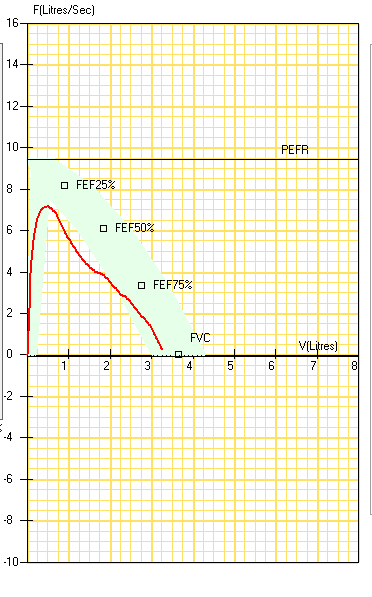 F(Litres/Sec)
16
14
12
10
PEFR
8
FEF25%
6
FEF50%
4
FEF75%
2
FVC
V(Litres)
0
1 2 3 4 5 6 7 8
-2
%
-4
-6
-8
-10